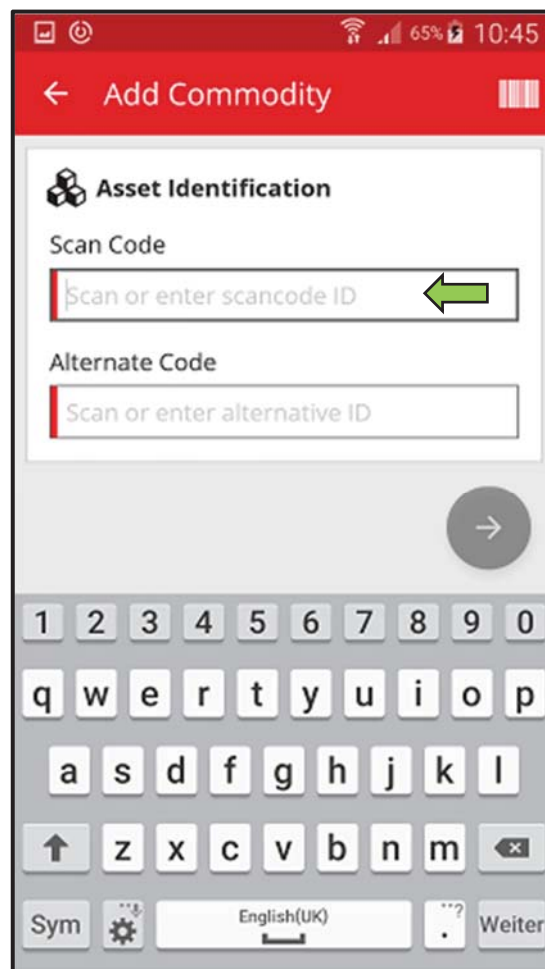 65% 10:45
Add Commodity
Asset Identification
Scan Code
Scan or enter scancode ID
Alternate Code
Scan or enter alternative ID
1 2 3 4 5 6 7 8 9 0
q w e r t y u i o p
a s d f g h j k l
z x c v b n m
Sym English(UK) . ...? Weiter